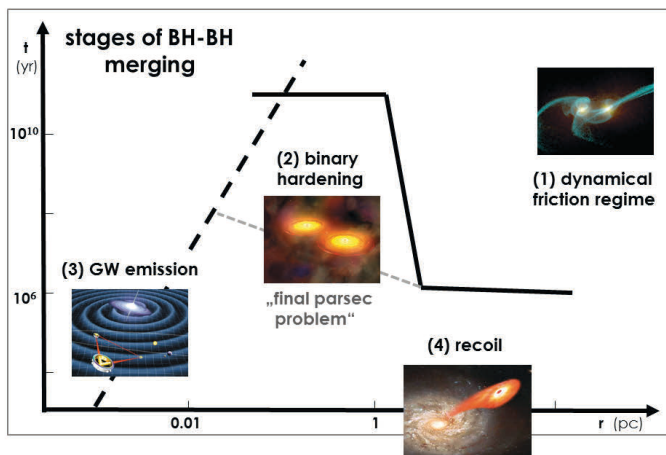 stages of BH-BH
merging
t
(yr)
10¹⁰
(2) binary
hardening
(1) dynamical
friction regime
(3) GW emission
10⁶
„final parsec
problem“
(4) recoil
0.01
1
r (pc)